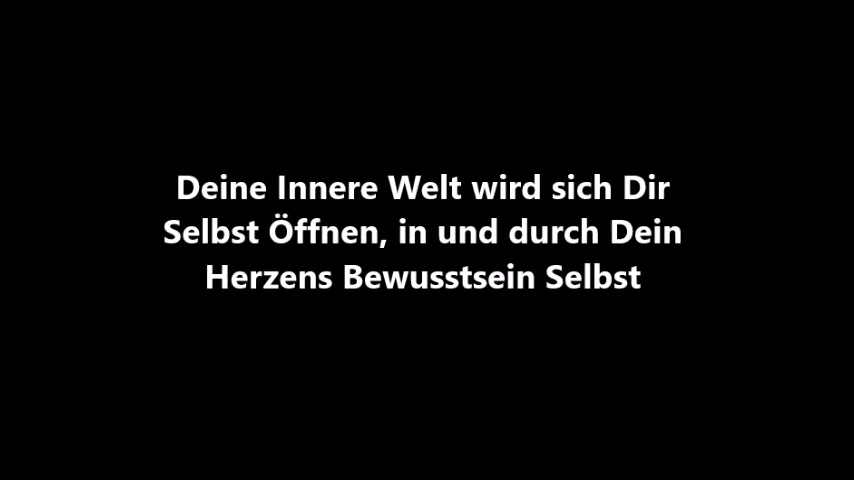 Deine Innere Welt wird sich Dir
Selbst Öffnen, in und durch Dein
Herzens Bewusstsein Selbst